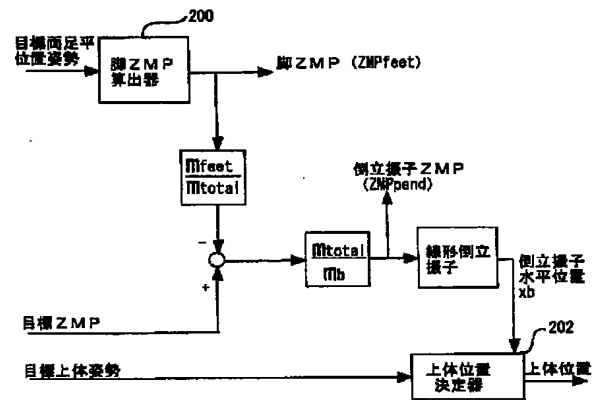 200
目標両足平
位置姿勢
脚ZMP
算出器
脚ZMP (ZMPfeet)
mfeet
mtotal
倒立振子ZMP
(ZMPpend)
−
+
mtotal
mb
線形倒立
振子
倒立振子
水平位置
xb
目標ZMP
202
目標上体姿勢
上体位置
決定器
上体位置